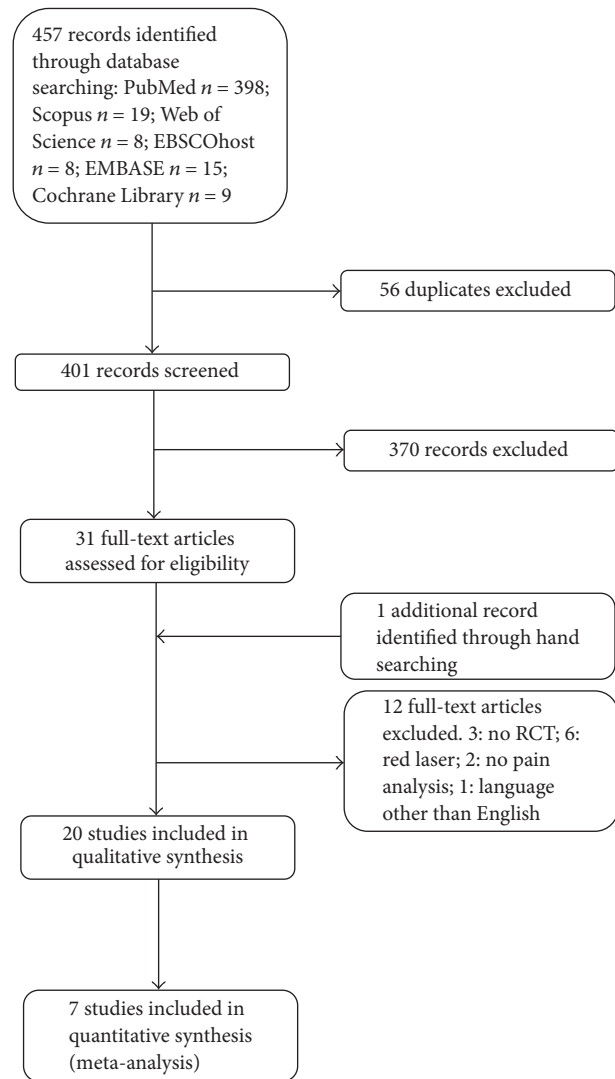 457 records identified
through database
searching: PubMed n = 398;
Scopus n = 19; Web of
Science n = 8; EBSCOhost
n = 8; EMBASE n = 15;
Cochrane Library n = 9
56 duplicates excluded
401 records screened
370 records excluded
31 full-text articles
assessed for eligibility
1 additional record
identified through hand
searching
12 full-text articles
excluded. 3: no RCT; 6:
red laser; 2: no pain
analysis; 1: language
other than English
20 studies included in
qualitative synthesis
7 studies included in
quantitative synthesis
(meta-analysis)